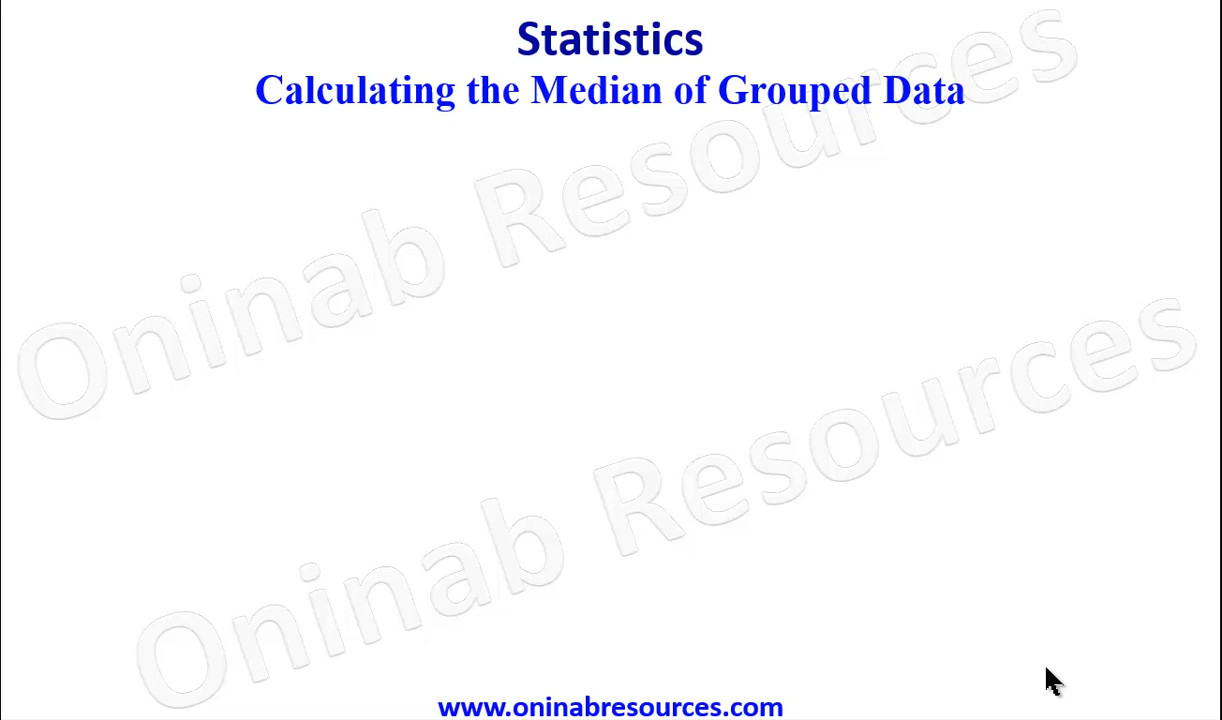 Statistics
Calculating the Median of Grouped Data
Oninab Resources
Oninab Resources
www.oninabresources.com